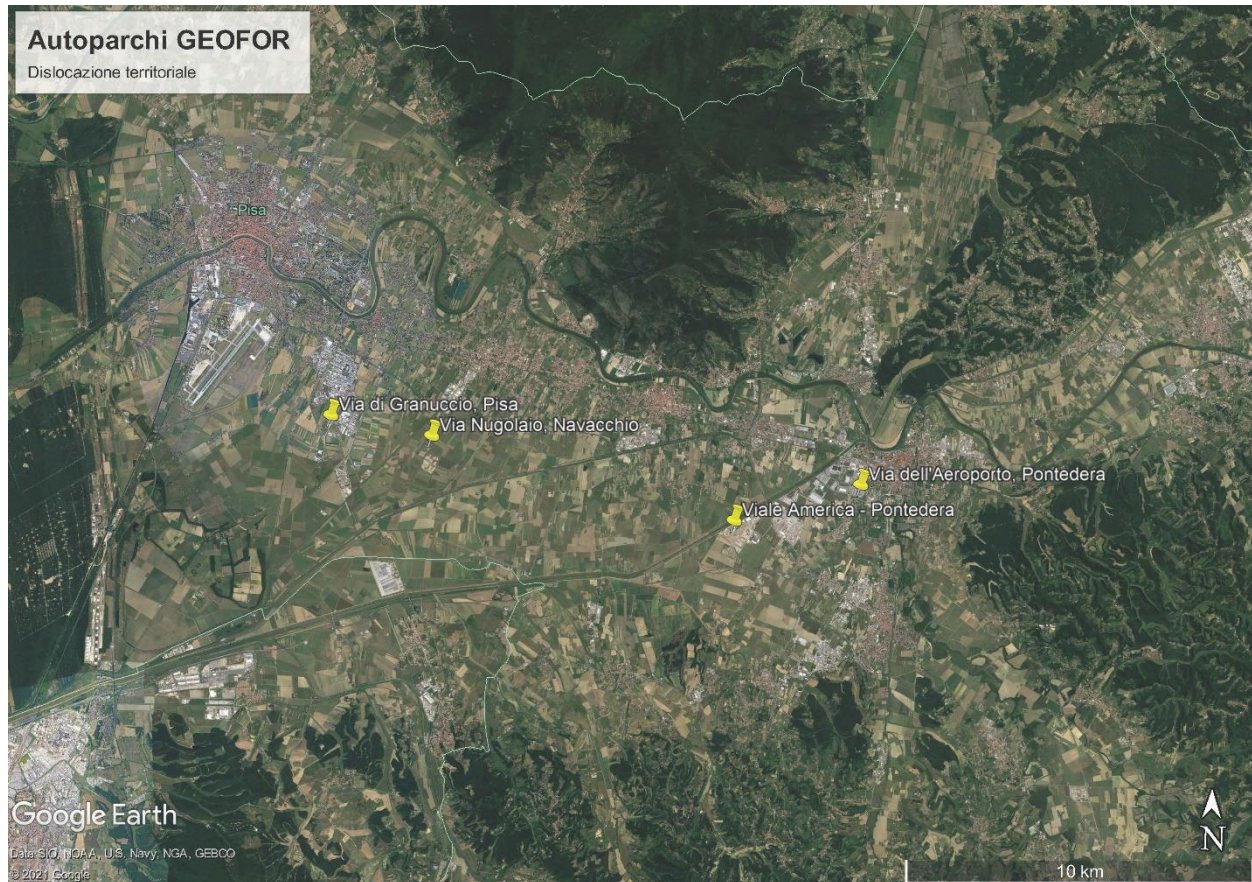 Autoparchi GEOFOR
Dislocazione territoriale
Pisa
Via di Granuccio, Pisa
Via Nugolaio, Navacchio
Via dell'Aeroporto, Pontedera
Viale America - Pontedera
Google Earth
Data SIO, NOAA, U.S. Navy, NGA, GEBCO
© 2021 Google
N
10 km